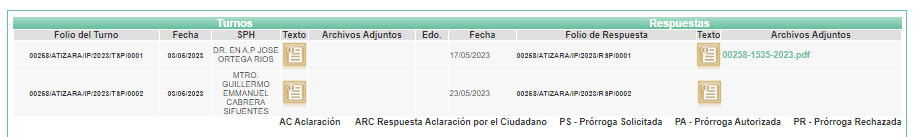 Turnos Respuestas
Folio del Turno Fecha SPH Texto Archivos Adjuntos Edo. Fecha Folio de Respuesta Texto Archivos Adjuntos
00258/ATIZARA/IP/2023/TSP/0001 03/05/2023 DR. EN A.P JOSE ORTEGA RIOS 17/05/2023 00258/ATIZARA/IP/2023/RSP/0001 00258-1535-2023.pdf
00258/ATIZARA/IP/2023/TSP/0002 03/05/2023 MTRO. GUILLERMO EMMANUEL CABRERA SIFUENTES 23/05/2023 00258/ATIZARA/IP/2023/RSP/0002
AC Aclaración ARC Respuesta Aclaración por el Ciudadano PS - Prórroga Solicitada PA - Prórroga Autorizada PR - Prórroga Rechazada